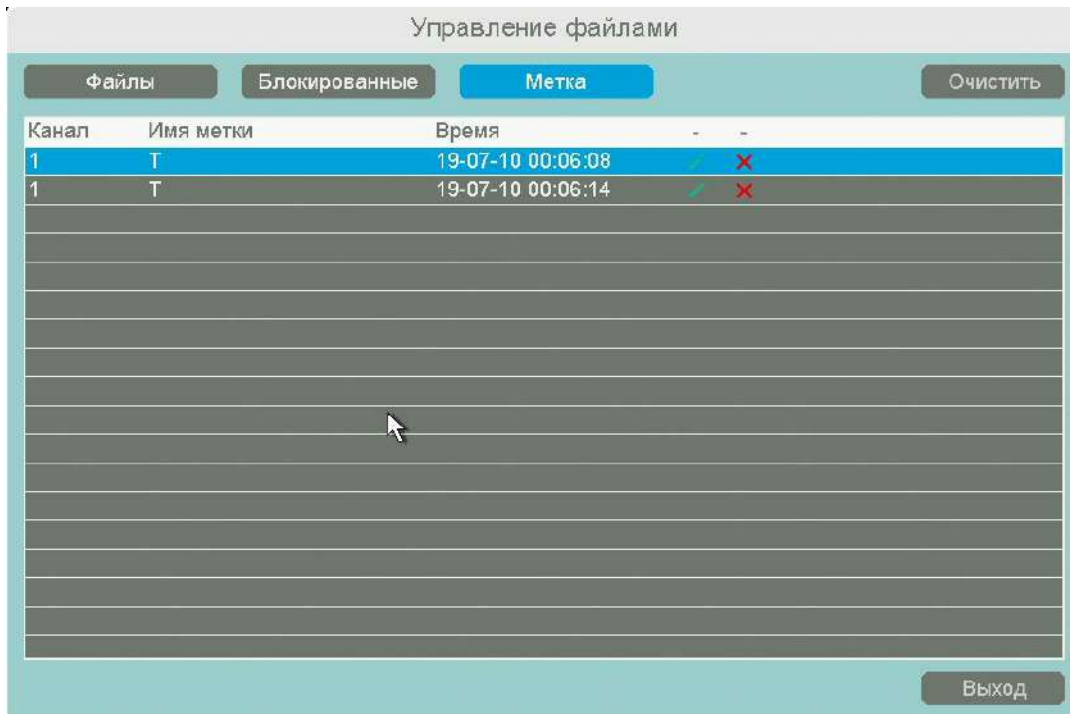 Управление файлами
Файлы Блокированные Метка Очистить
Канал Имя метки Время - -
1 T 19-07-10 00:06:08
1 T 19-07-10 00:06:14
Выход